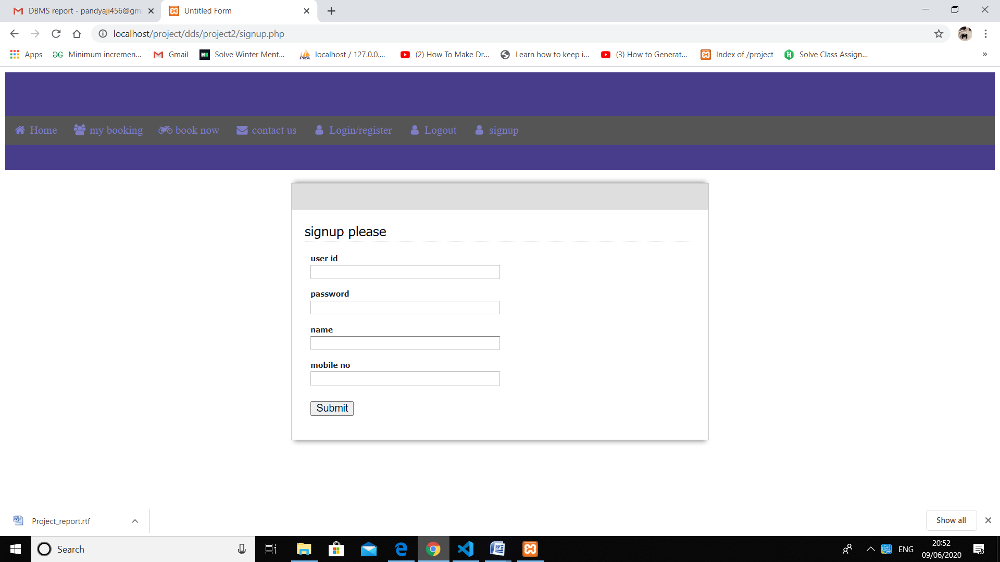 DBMS report - pandyaji456@gm
Untitled Form
localhost/project/dds/project2/signup.php
Apps
Minimum incremen...
Gmail
Solve Winter Ment...
PMA
localhost / 127.0.0....
(2) How To Make Dr...
Learn how to keep i...
(3) How to Generat...
Index of /project
Solve Class Assign...
»
Home
my booking
book now
contact us
Login/register
Logout
signup
signup please
user id
password
name
mobile no
Submit
Project_report.rtf
Show all
Search
ENG
20:52
09/06/2020